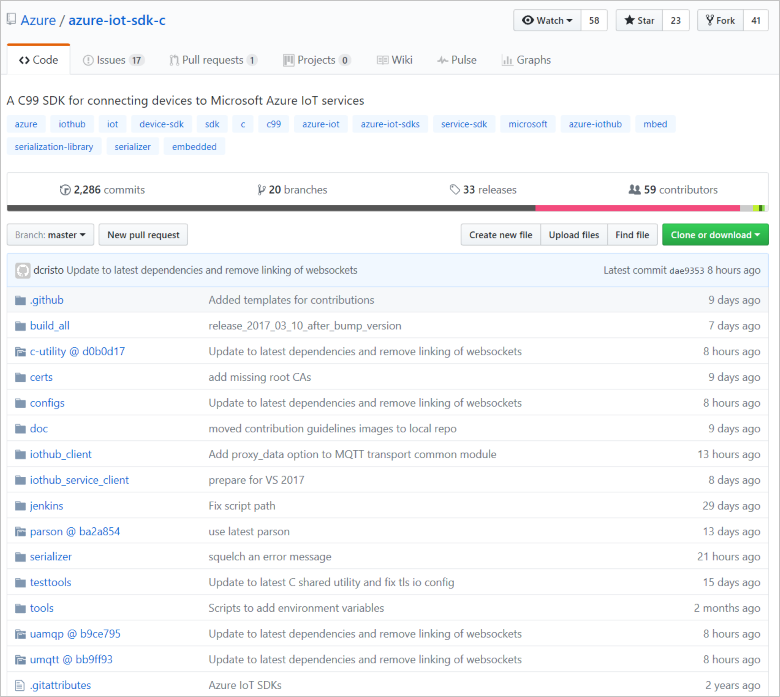 Azure / azure-iot-sdk-c Watch 58 Star 23 Fork 41
Code Issues 17 Pull requests 1 Projects 0 Wiki Pulse Graphs
A C99 SDK for connecting devices to Microsoft Azure IoT services
azure iothub iot device-sdk sdk c c99 azure-iot azure-iot-sdks service-sdk microsoft azure-iothub mbed
serialization-library serializer embedded
2,286 commits 20 branches 33 releases 59 contributors
Branch: master New pull request Create new file Upload files Find file Clone or download
dcristo Update to latest dependencies and remove linking of websockets Latest commit dae9353 8 hours ago
.github Added templates for contributions 9 days ago
build_all release_2017_03_10_after_bump_version 7 days ago
c-utility @ d0b0d17 Update to latest dependencies and remove linking of websockets 8 hours ago
certs add missing root CAs 9 days ago
configs Update to latest dependencies and remove linking of websockets 8 hours ago
doc moved contribution guidelines images to local repo 9 days ago
iothub_client Add proxy_data option to MQTT transport common module 13 hours ago
iothub_service_client prepare for VS 2017 8 days ago
jenkins Fix script path 29 days ago
parson @ ba2a854 use latest parson 13 days ago
serializer squelch an error message 21 hours ago
testtools Update to latest C shared utility and fix tls io config 15 days ago
tools Scripts to add environment variables 2 months ago
uamqp @ b9ce795 Update to latest dependencies and remove linking of websockets 8 hours ago
umqtt @ bb9ff93 Update to latest dependencies and remove linking of websockets 8 hours ago
.gitattributes Azure IoT SDKs 2 years ago